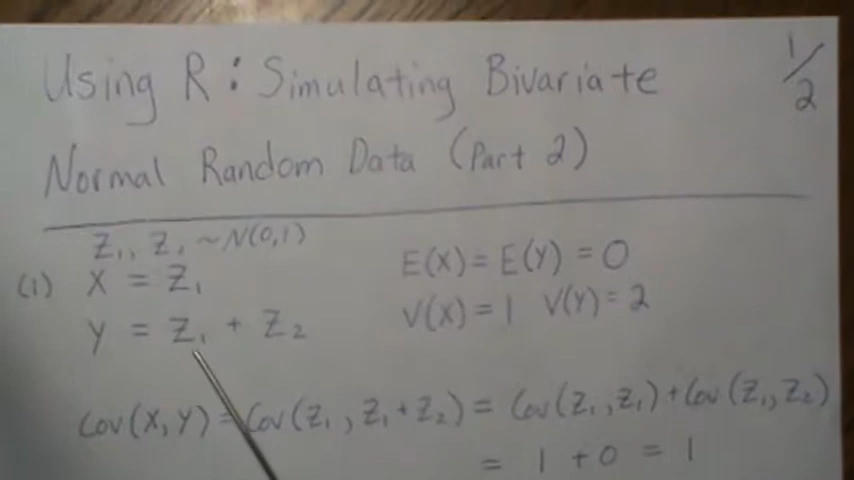 Using R: Simulating Bivariate
1/2
Normal Random Data (Part 2)
Z₁, Z₁ ~ N(0,1)
(1) X = Z₁
E(X) = E(Y) = 0
Y = Z₁ + Z₂
V(X) = 1 V(Y) = 2
Cov(X,Y) = Cov(Z₁, Z₁+Z₂) = Cov(Z₁,Z₁) + Cov(Z₁,Z₂)
= 1 + 0 = 1